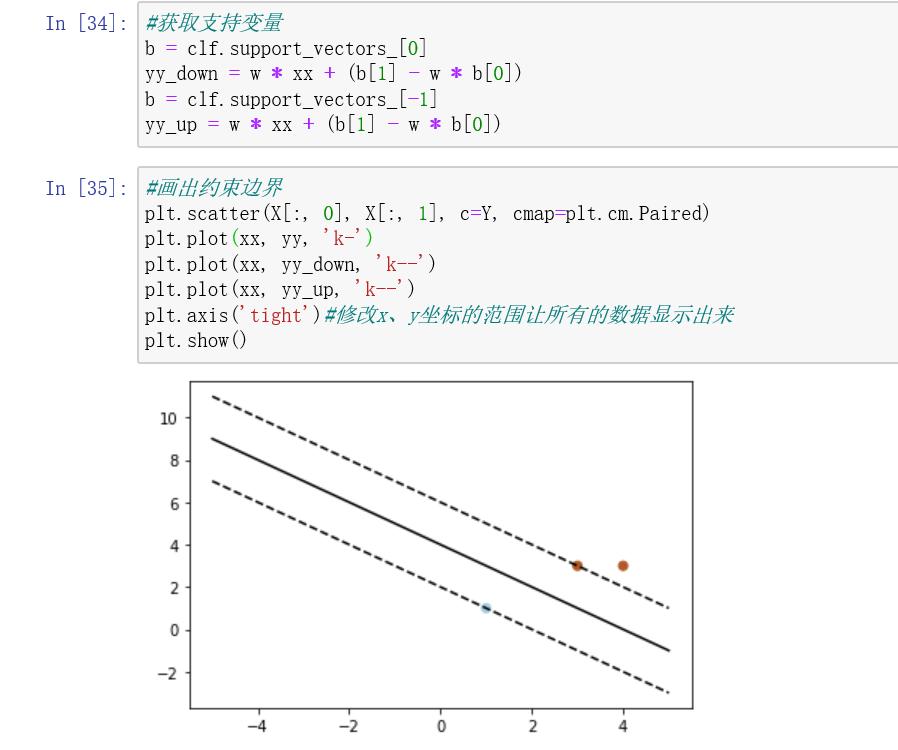 In [34]:
#获取支持变量
b = clf.support_vectors_[0]
yy_down = w * xx + (b[1] - w * b[0])
b = clf.support_vectors_[-1]
yy_up = w * xx + (b[1] - w * b[0])
In [35]:
#画出约束边界
plt.scatter(X[:, 0], X[:, 1], c=Y, cmap=plt.cm.Paired)
plt.plot(xx, yy, 'k-')
plt.plot(xx, yy_down, 'k--')
plt.plot(xx, yy_up, 'k--')
plt.axis('tight')#修改x、y坐标的范围让所有的数据显示出来
plt.show()
10
8
6
4
2
0
−2
−4
−2
0
2
4